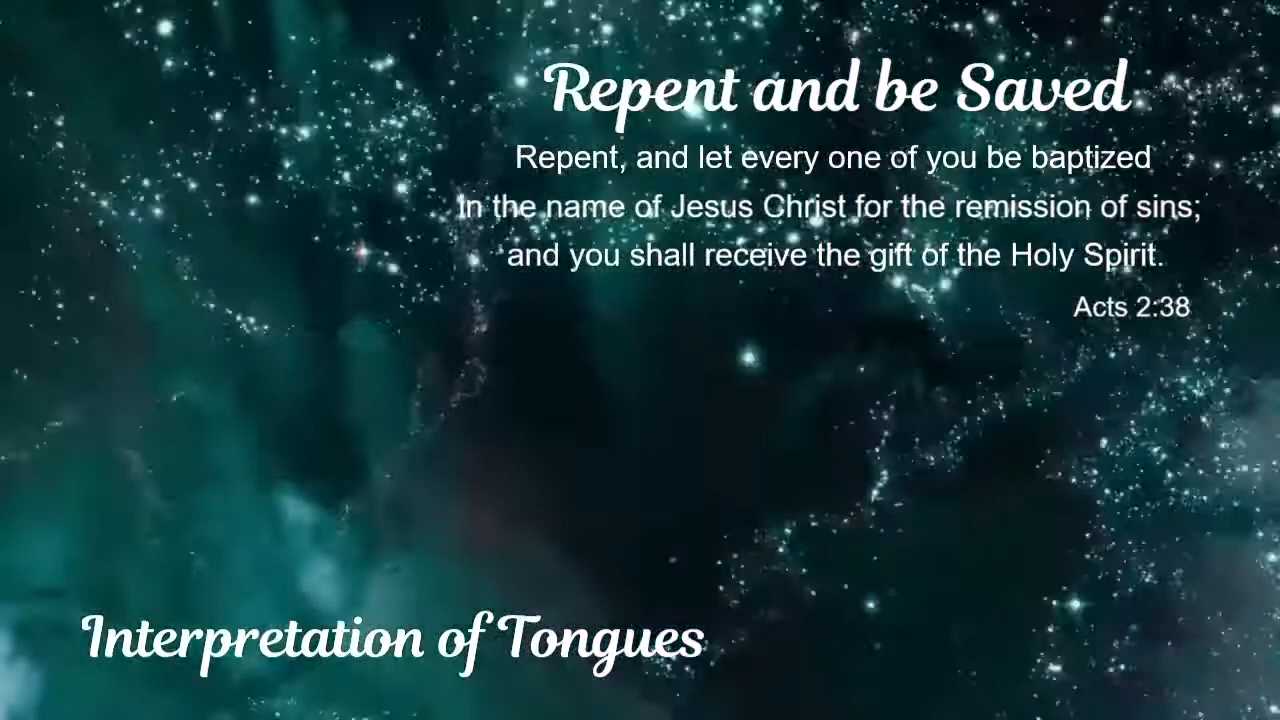 Repent and be Saved
Repent, and let every one of you be baptized
In the name of Jesus Christ for the remission of sins;
and you shall receive the gift of the Holy Spirit.
Acts 2:38
Interpretation of Tongues